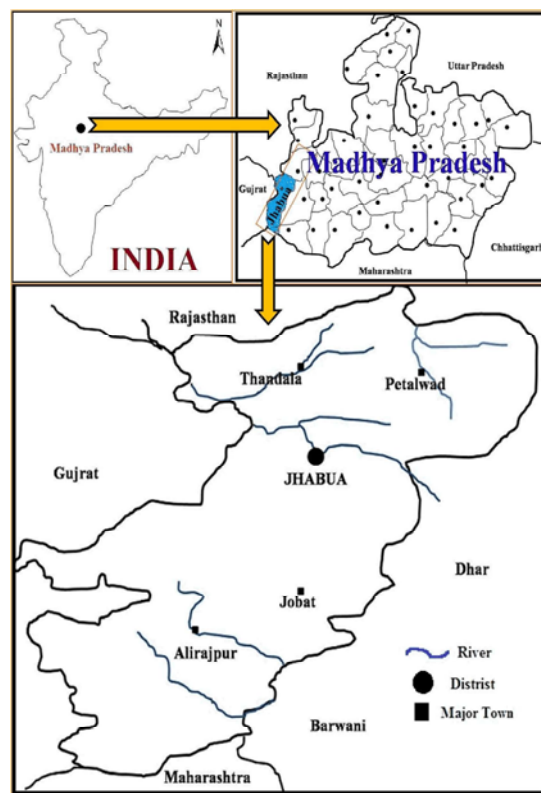 N
Madhya Pradesh
INDIA
Rajasthan
Uttar Pradesh
Madhya Pradesh
Gujrat
Jhabua
Chhattisgarh
Maharashtra
Rajasthan
Thandala
Petalwad
JHABUA
Gujrat
Dhar
Jobat
Alirajpur
River
Distrist
Major Town
Barwani
Maharashtra